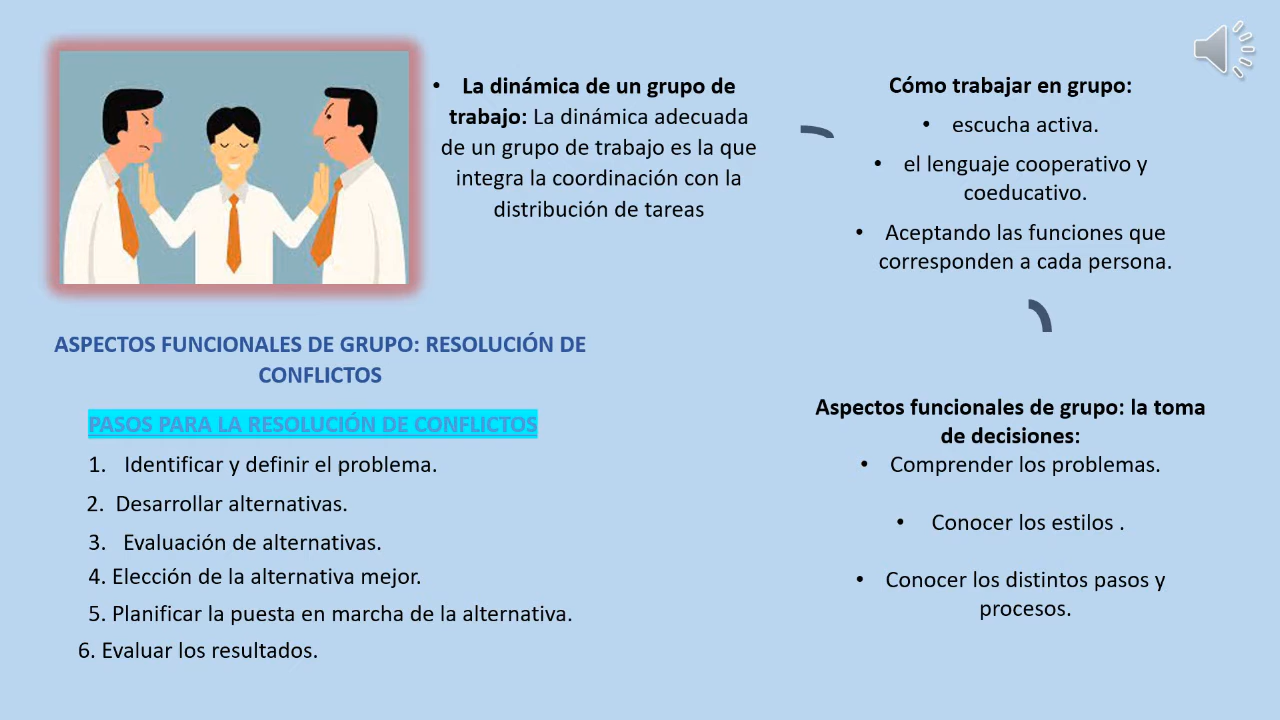 • La dinámica de un grupo de
trabajo: La dinámica adecuada
de un grupo de trabajo es la que
integra la coordinación con la
distribución de tareas
Cómo trabajar en grupo:
• escucha activa.
• el lenguaje cooperativo y
coeducativo.
• Aceptando las funciones que
corresponden a cada persona.
ASPECTOS FUNCIONALES DE GRUPO: RESOLUCIÓN DE
CONFLICTOS
PASOS PARA LA RESOLUCIÓN DE CONFLICTOS
1. Identificar y definir el problema.
2. Desarrollar alternativas.
3. Evaluación de alternativas.
4. Elección de la alternativa mejor.
5. Planificar la puesta en marcha de la alternativa.
6. Evaluar los resultados.
Aspectos funcionales de grupo: la toma
de decisiones:
• Comprender los problemas.
• Conocer los estilos .
• Conocer los distintos pasos y
procesos.